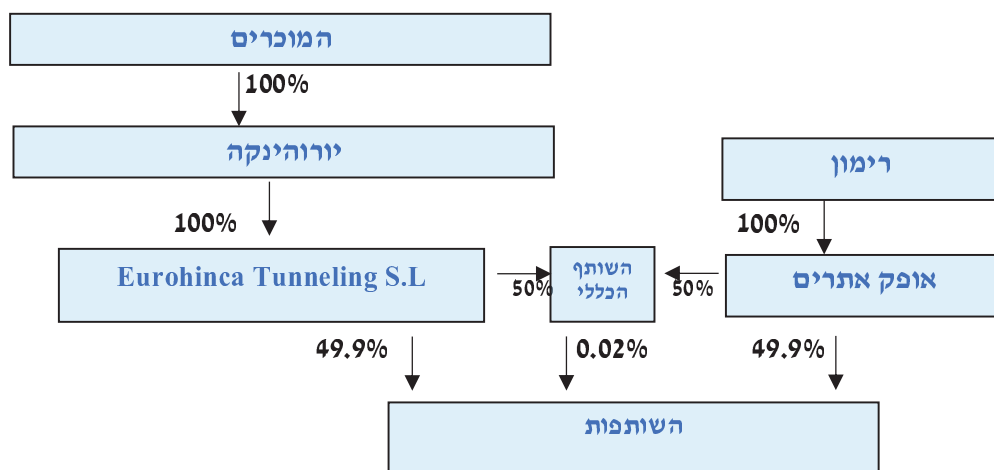 המוכרים
100%
יורוהינקה
רימון
100%
100%
Eurohinca Tunneling S.L
השותף
הכללי
אופק אתרים
50%
50%
49.9%
0.02%
49.9%
השותפות